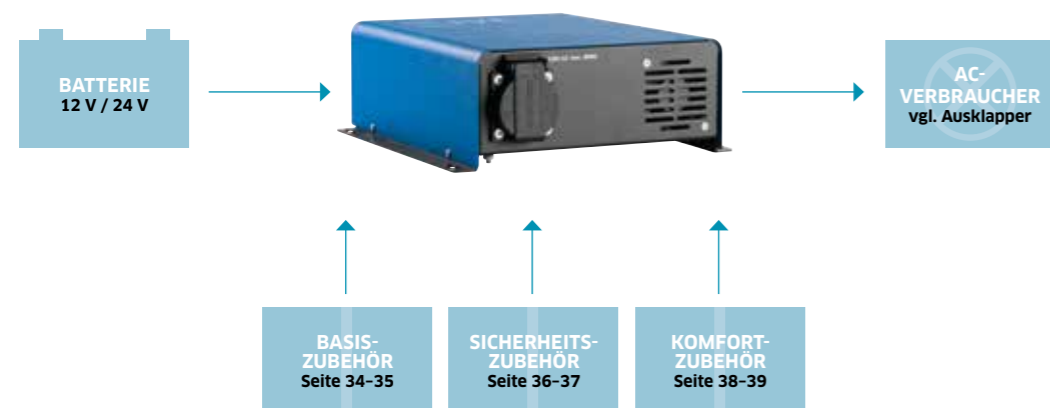 BATTERIE
12 V / 24 V
AC-
VERBRAUCHER
vgl. Ausklapper
BASIS-
ZUBEHÖR
Seite 34–35
SICHERHEITS-
ZUBEHÖR
Seite 36–37
KOMFORT-
ZUBEHÖR
Seite 38–39